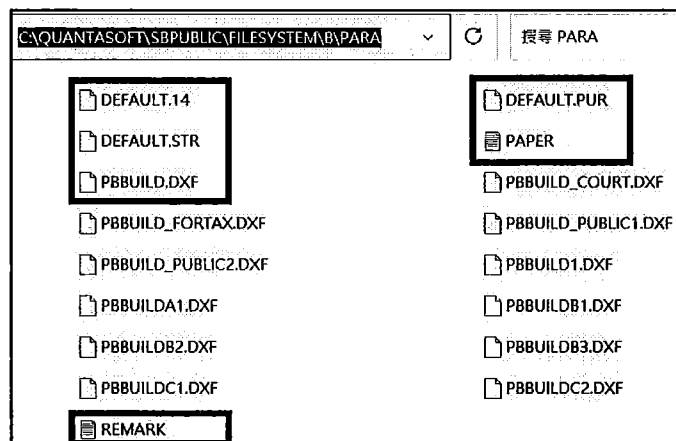 C:\QUANTASOFT\SBPUBLIC\FILESYSTEM\B\PARA
搜尋 PARA
DEFAULT.14
DEFAULT.PUR
DEFAULT.STR
PAPER
PBBUILD.DXF
PBBUILD_COURT.DXF
PBBUILD_FORTAX.DXF
PBBUILD_PUBLIC1.DXF
PBBUILD_PUBLIC2.DXF
PBBUILD1.DXF
PBBUILDA1.DXF
PBBUILDB1.DXF
PBBUILDB2.DXF
PBBUILDB3.DXF
PBBUILDC1.DXF
PBBUILDC2.DXF
REMARK